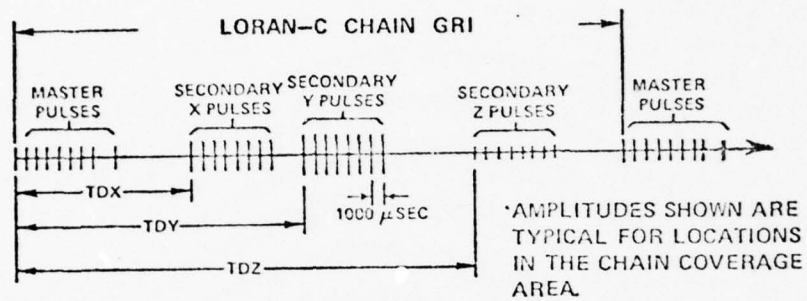 LORAN-C CHAIN GRI
MASTER PULSES
SECONDARY X PULSES
SECONDARY Y PULSES
SECONDARY Z PULSES
MASTER PULSES
TDX
1000 μSEC
TDY
TDZ
*AMPLITUDES SHOWN ARE
TYPICAL FOR LOCATIONS
IN THE CHAIN COVERAGE
AREA.